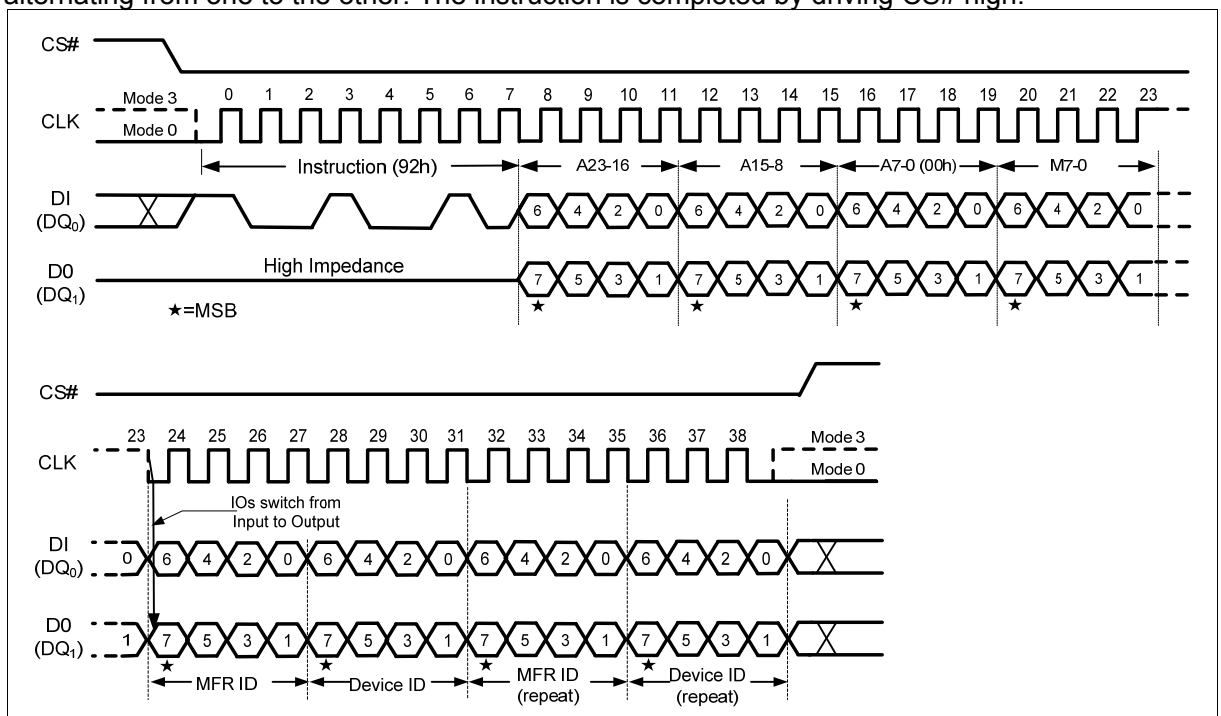 alternating from one to the other. The instruction is completed by driving CS# high.
CS#
Mode 3 0 1 2 3 4 5 6 7 8 9 10 11 12 13 14 15 16 17 18 19 20 21 22 23
CLK
Mode 0
Instruction (92h) A23-16 A15-8 A7-0 (00h) M7-0
DI
(DQ0)
6 4 2 0 6 4 2 0 6 4 2 0 6 4 2 0
High Impedance
D0
(DQ1)
7 5 3 1 7 5 3 1 7 5 3 1 7 5 3 1
★=MSB ★ ★ ★ ★
CS#
23 24 25 26 27 28 29 30 31 32 33 34 35 36 37 38 Mode 3
CLK
Mode 0
IOs switch from
Input to Output
DI
(DQ0)
0 6 4 2 0 6 4 2 0 6 4 2 0 6 4 2 0
D0
(DQ1)
1 7 5 3 1 7 5 3 1 7 5 3 1 7 5 3 1
★ ★ ★ ★
MFR ID Device ID MFR ID
(repeat)
Device ID
(repeat)